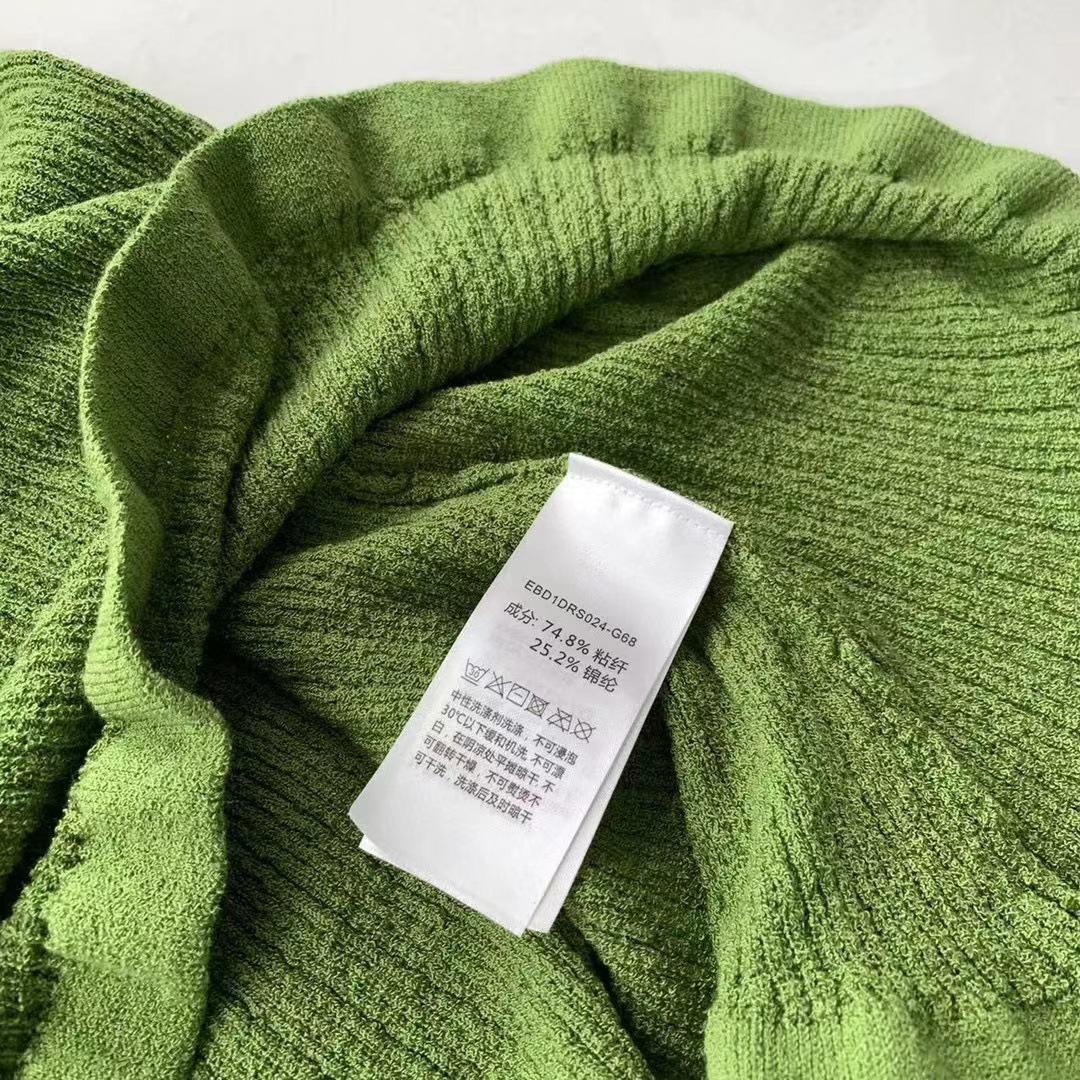 EBD1DRS024-G68
成分: 74.8% 粘纤
25.2% 锦纶
30
中性洗涤剂洗涤，不可浸泡
30℃以下缓和机洗,不可漂
白，在阴凉处平摊晾干,不
可翻转干燥，不可熨烫不
可干洗，洗涤后及时晾干